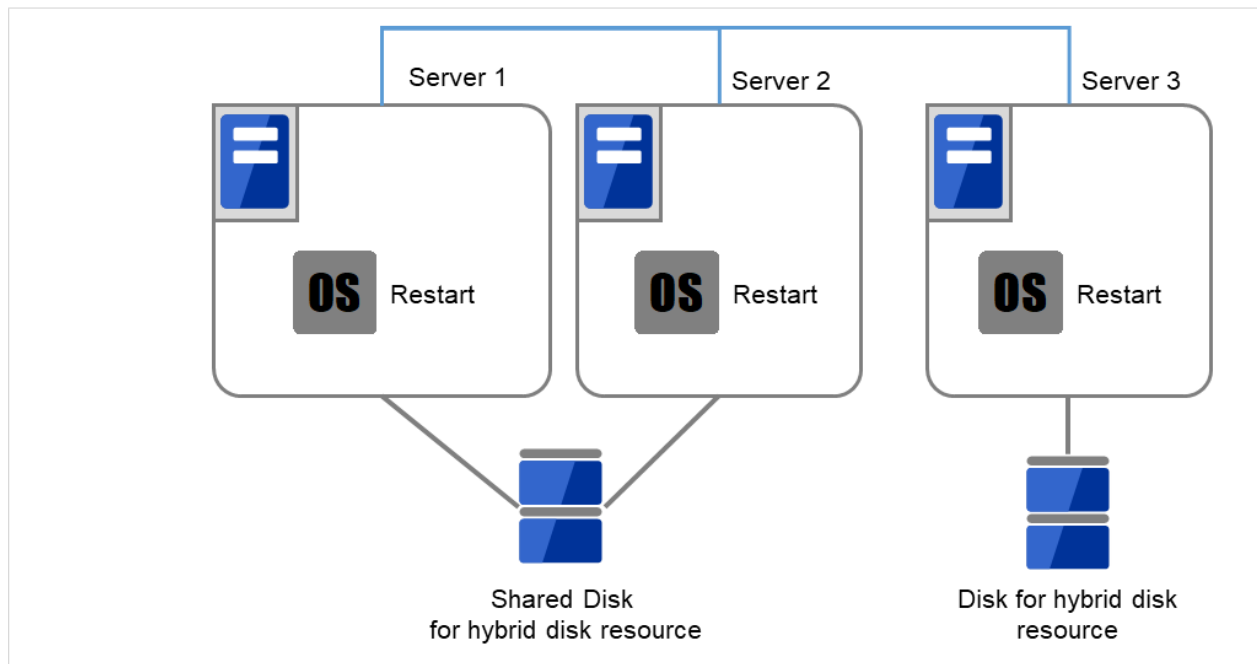 Server 1
Server 2
Server 3
OS Restart
OS Restart
OS Restart
Shared Disk
for hybrid disk resource
Disk for hybrid disk
resource